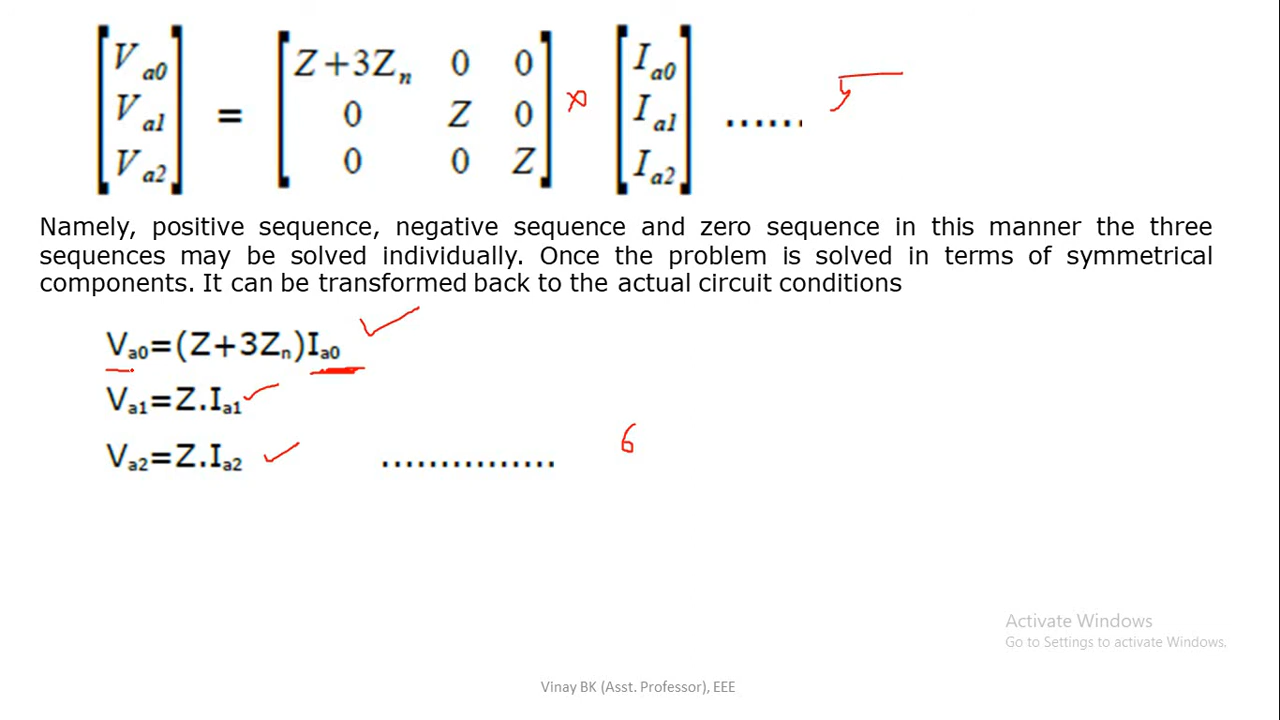 [V_a0 V_a1 V_a2] = [Z+3Z_n 0 0; 0 Z 0; 0 0 Z] × [I_a0 I_a1 I_a2] ...... 5
Namely, positive sequence, negative sequence and zero sequence in this manner the three
sequences may be solved individually. Once the problem is solved in terms of symmetrical
components. It can be transformed back to the actual circuit conditions
V_a0=(Z+3Z_n)I_a0
V_a1=Z.I_a1
V_a2=Z.I_a2 ............... 6
Activate Windows
Go to Settings to activate Windows.
Vinay BK (Asst. Professor), EEE